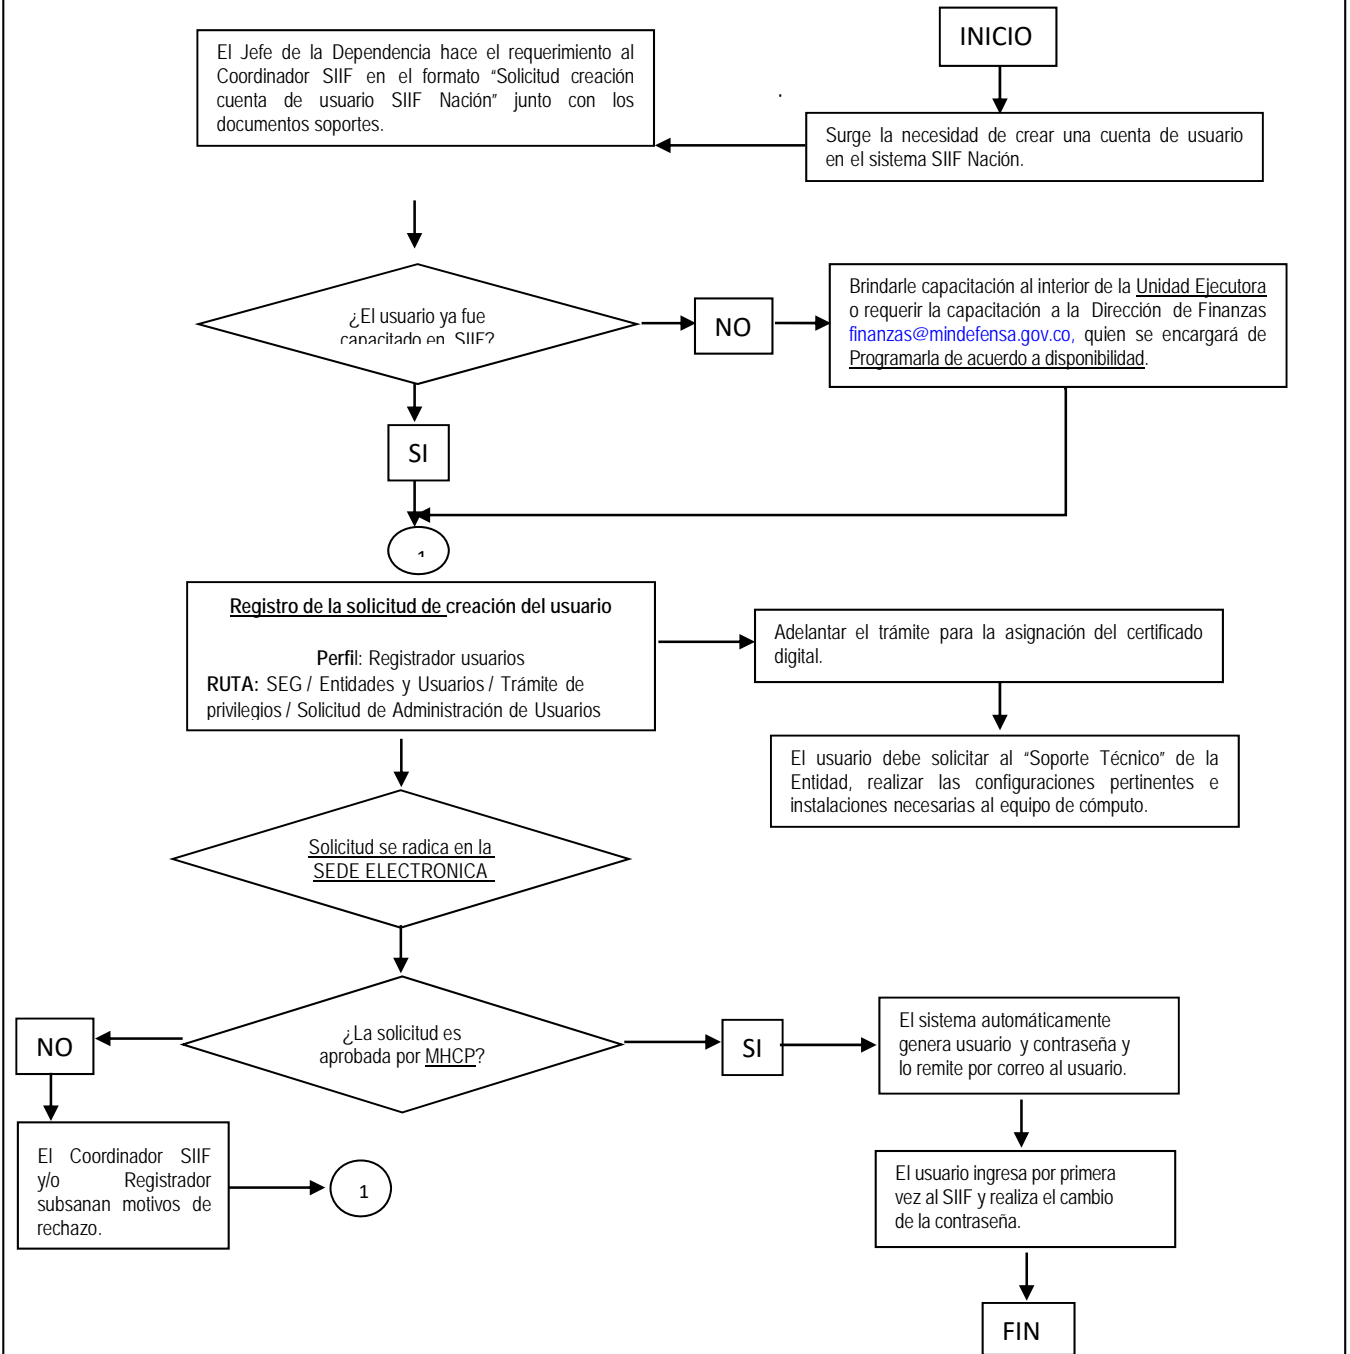 INICIO
El Jefe de la Dependencia hace el requerimiento al
Coordinador SIIF en el formato “Solicitud creación
cuenta de usuario SIIF Nación” junto con los
documentos soportes.
.
Surge la necesidad de crear una cuenta de usuario
en el sistema SIIF Nación.
¿El usuario ya fue
capacitado en SIIF?
NO
Brindarle capacitación al interior de la Unidad Ejecutora
o requerir la capacitación a la Dirección de Finanzas
finanzas@mindefensa.gov.co, quien se encargará de
Programarla de acuerdo a disponibilidad.
SI
1
Registro de la solicitud de creación del usuario
Perfil: Registrador usuarios
RUTA: SEG / Entidades y Usuarios / Trámite de
privilegios / Solicitud de Administración de Usuarios
Adelantar el trámite para la asignación del certificado
digital.
El usuario debe solicitar al “Soporte Técnico” de la
Entidad, realizar las configuraciones pertinentes e
instalaciones necesarias al equipo de cómputo.
Solicitud se radica en la
SEDE ELECTRONICA
¿La solicitud es
aprobada por MHCP?
NO
SI
El sistema automáticamente
genera usuario y contraseña y
lo remite por correo al usuario.
El Coordinador SIIF
y/o Registrador
subsanan motivos de
rechazo.
1
El usuario ingresa por primera
vez al SIIF y realiza el cambio
de la contraseña.
FIN